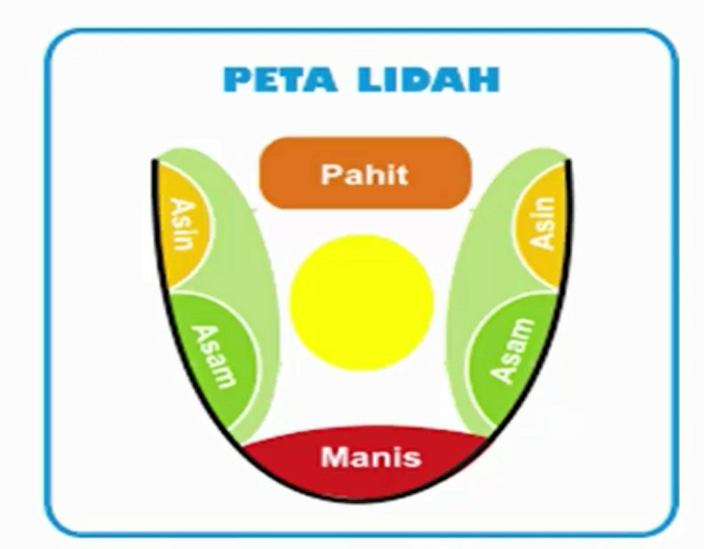 PETA LIDAH
Pahit
Asin
Asin
Asam
Asam
Manis